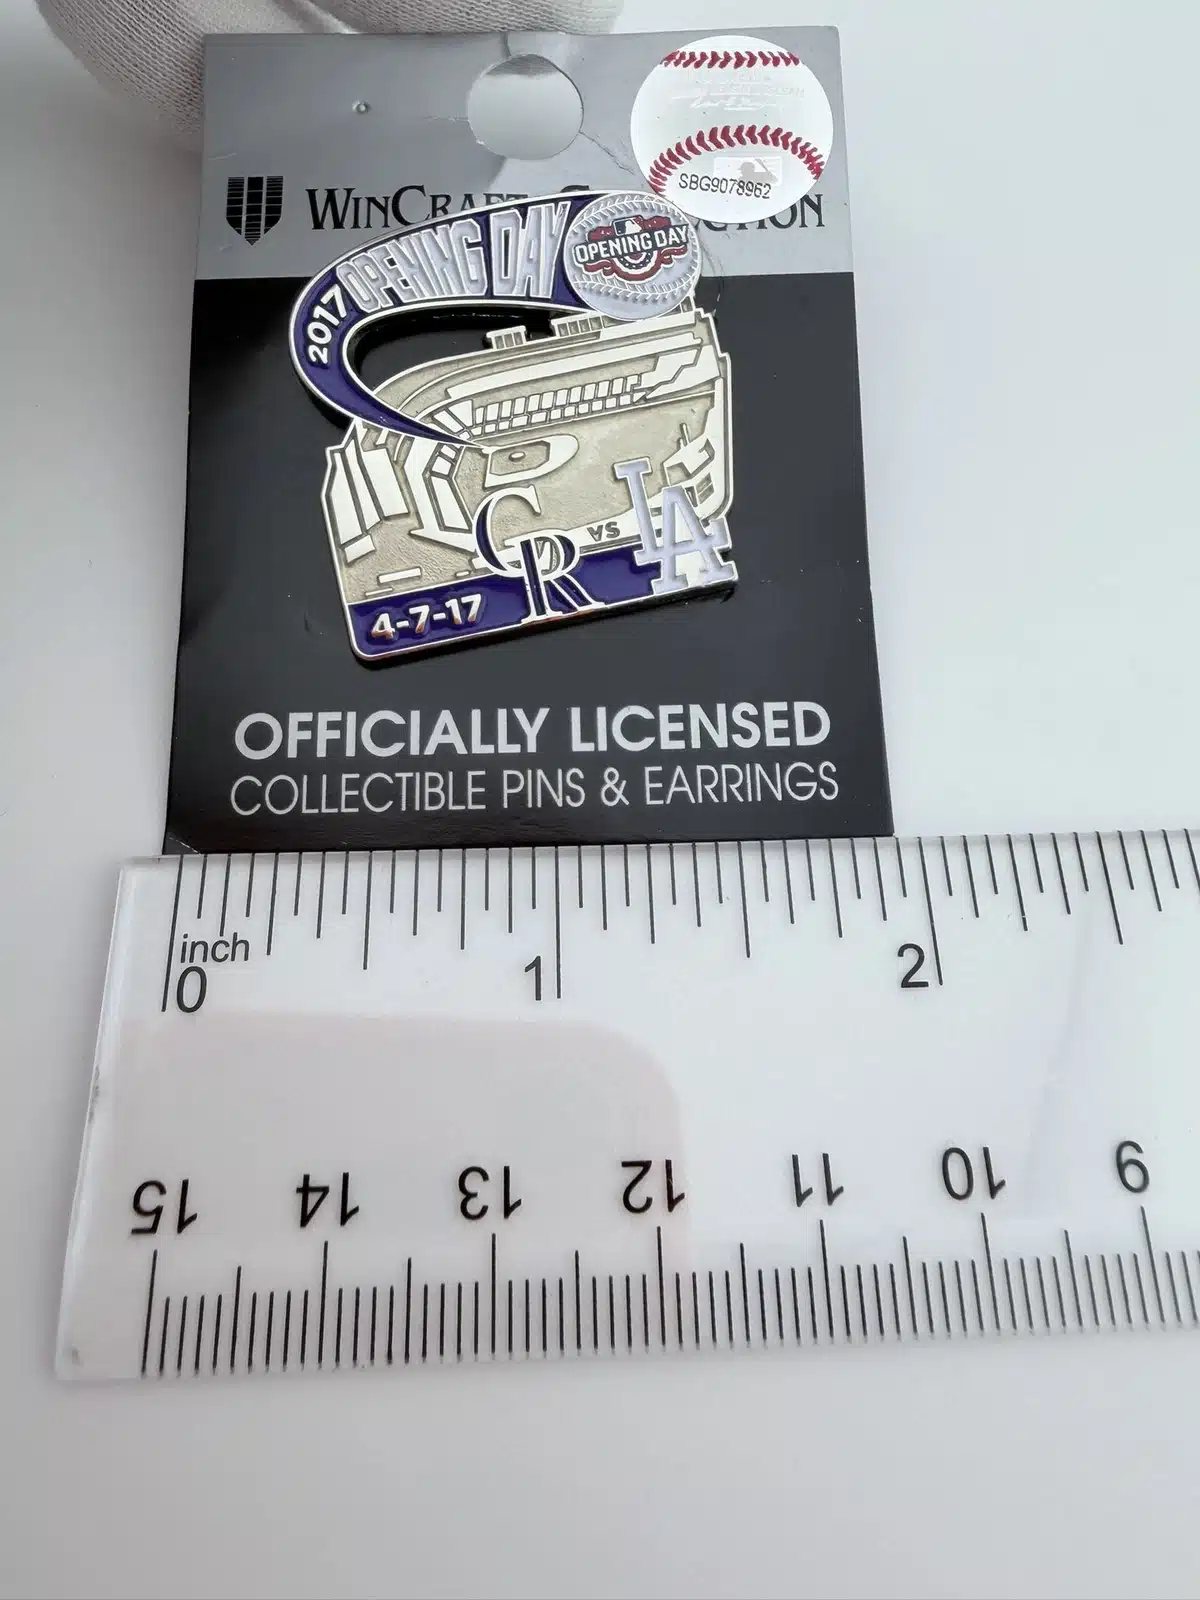 SBG9078962
WINCRAFT
OPENING DAY
2017 OPENING DAY
VS
LA
CR
4-7-17
OFFICIALLY LICENSED
COLLECTIBLE PINS & EARRINGS
inch
0 1 2
15 14 13 12 11 10 9